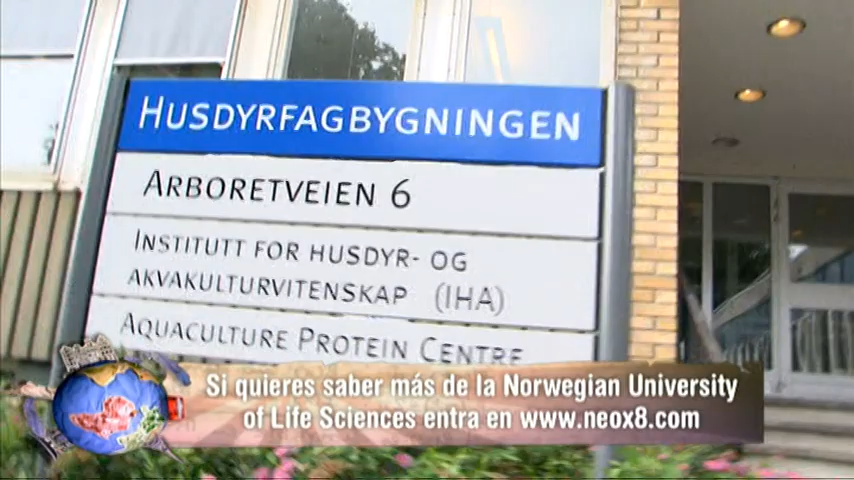 HUSDYRFAGBYGNINGEN
ARBORETVEIEN 6
INSTITUTT FOR HUSDYR- OG
AKVAKULTURVITENSKAP (IHA)
AQUACULTURE PROTEIN CENTRE
Si quieres saber más de la Norwegian University
of Life Sciences entra en www.neox8.com